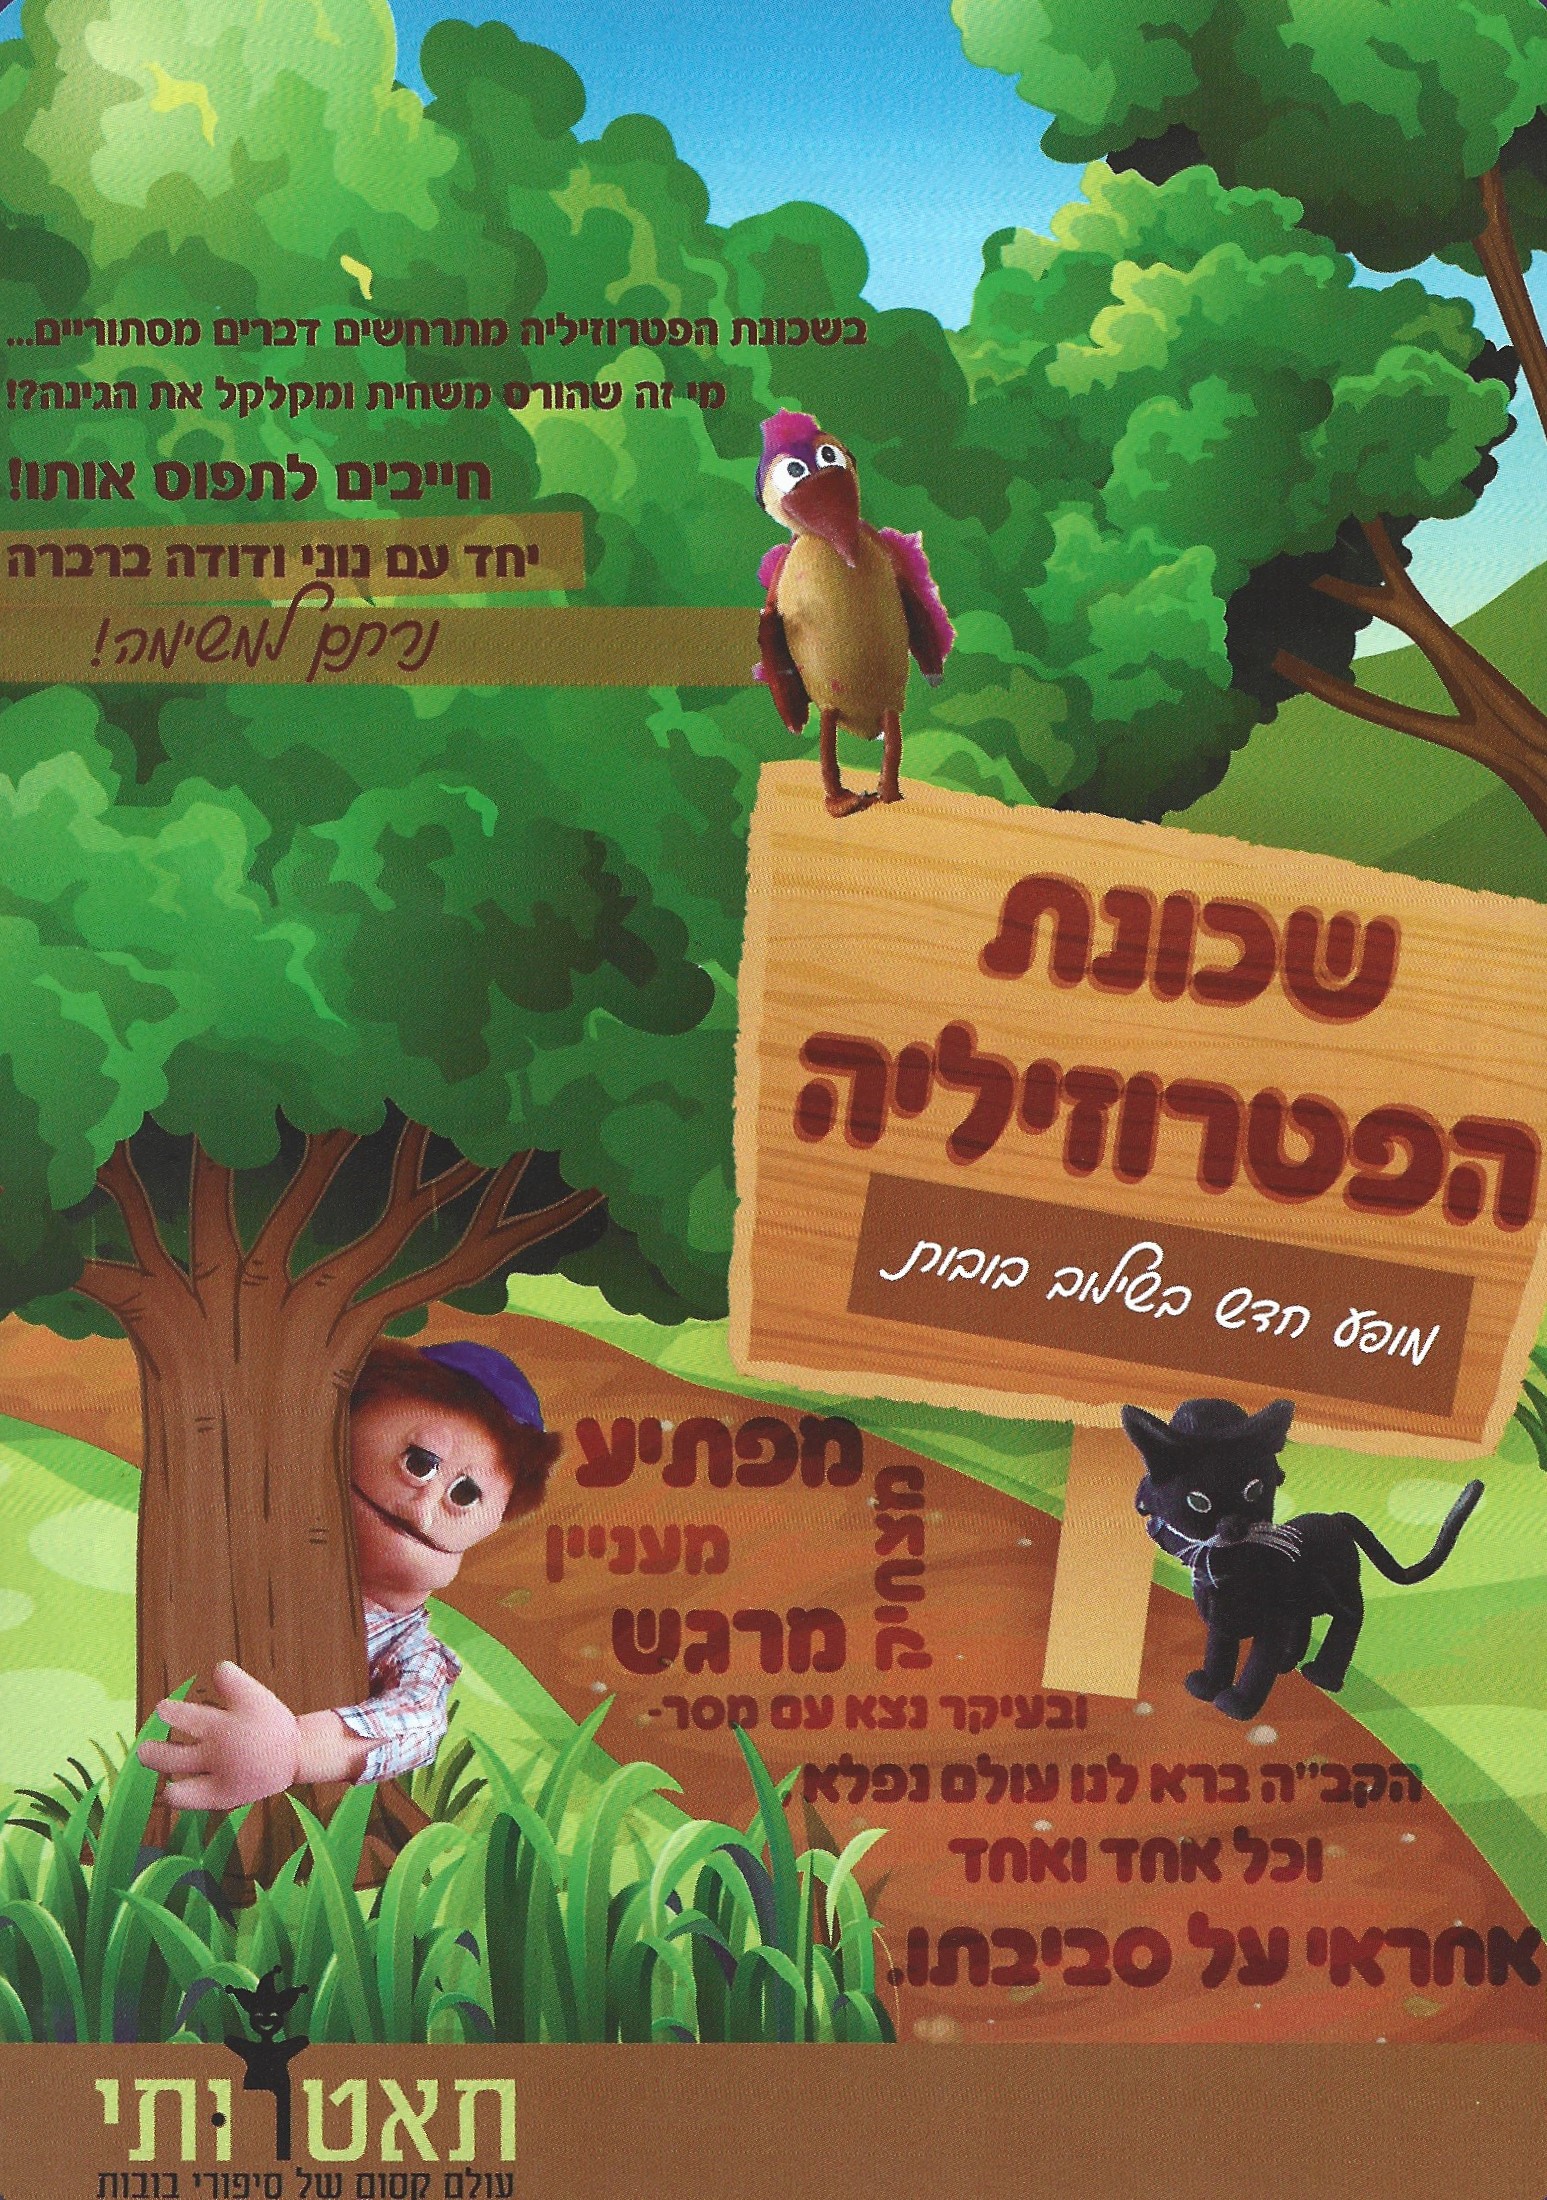 בשכונת הפטרוזיליה מתרחשים דברים מסתוריים...
מי זה שהורס משחית ומקלקל את הגינה?!
חייבים לתפוס אותו!
יחד עם נוני ודודה ברברה
נרתם למשימה!
שכונת
הפטרוזיליה
מופע חדש בשילוב בובות
מפתיע
מצחיק
מעניין
מרגש
ובעיקר נצא עם מסר-
הקב"ה ברא לנו עולם נפלא,
וכל אחד ואחד
אחראי על סביבתו.
תאטרותי
עולם קסום של סיפורי בובות